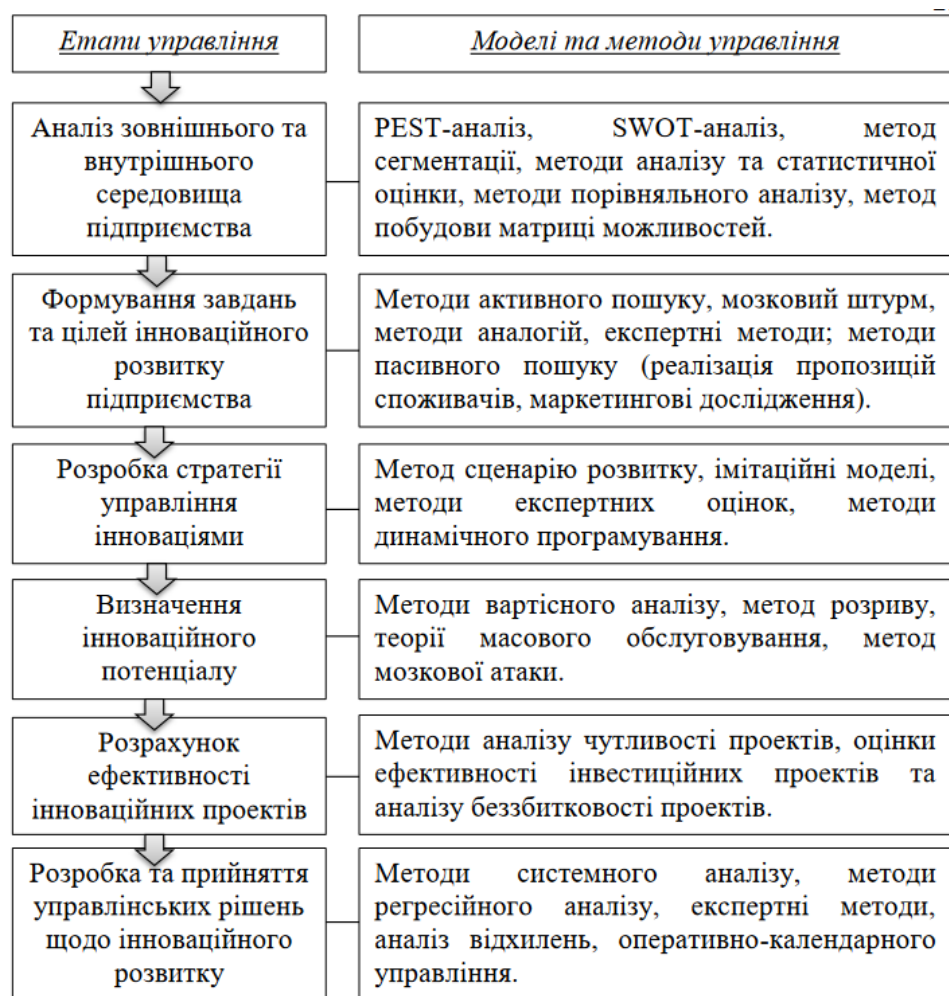 Етапи управління
Моделі та методи управління
Аналіз зовнішнього та
внутрішнього
середовища
підприємства
PEST-аналіз, SWOT-аналіз, метод
сегментації, методи аналізу та статистичної
оцінки, методи порівняльного аналізу, метод
побудови матриці можливостей.
Формування завдань
та цілей інноваційного
розвитку
підприємства
Методи активного пошуку, мозковий штурм,
методи аналогій, експертні методи; методи
пасивного пошуку (реалізація пропозицій
споживачів, маркетингові дослідження).
Розробка стратегії
управління
інноваціями
Метод сценарію розвитку, імітаційні моделі,
методи експертних оцінок, методи
динамічного програмування.
Визначення
інноваційного
потенціалу
Методи вартісного аналізу, метод розриву,
теорії масового обслуговування, метод
мозкової атаки.
Розрахунок
ефективності
інноваційних проектів
Методи аналізу чутливості проектів, оцінки
ефективності інвестиційних проектів та
аналізу беззбитковості проектів.
Розробка та прийняття
управлінських рішень
щодо інноваційного
розвитку
Методи системного аналізу, методи
регресійного аналізу, експертні методи,
аналіз відхилень, оперативно-календарного
управління.